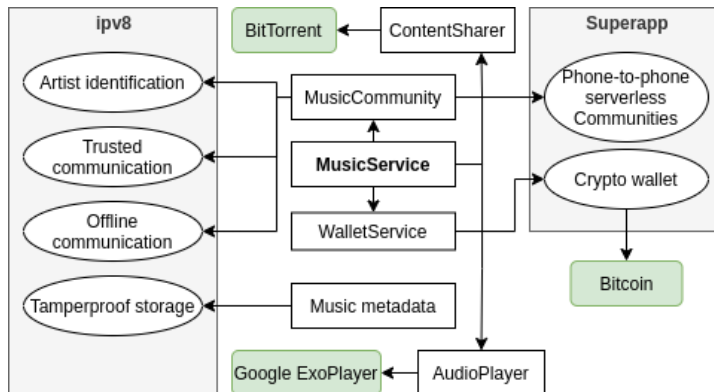 ipv8
Artist identification
Trusted
communication
Offline
communication
Tamperproof storage
BitTorrent
ContentSharer
MusicCommunity
MusicService
WalletService
Music metadata
Google ExoPlayer
AudioPlayer
Superapp
Phone-to-phone
serverless
Communities
Crypto wallet
Bitcoin